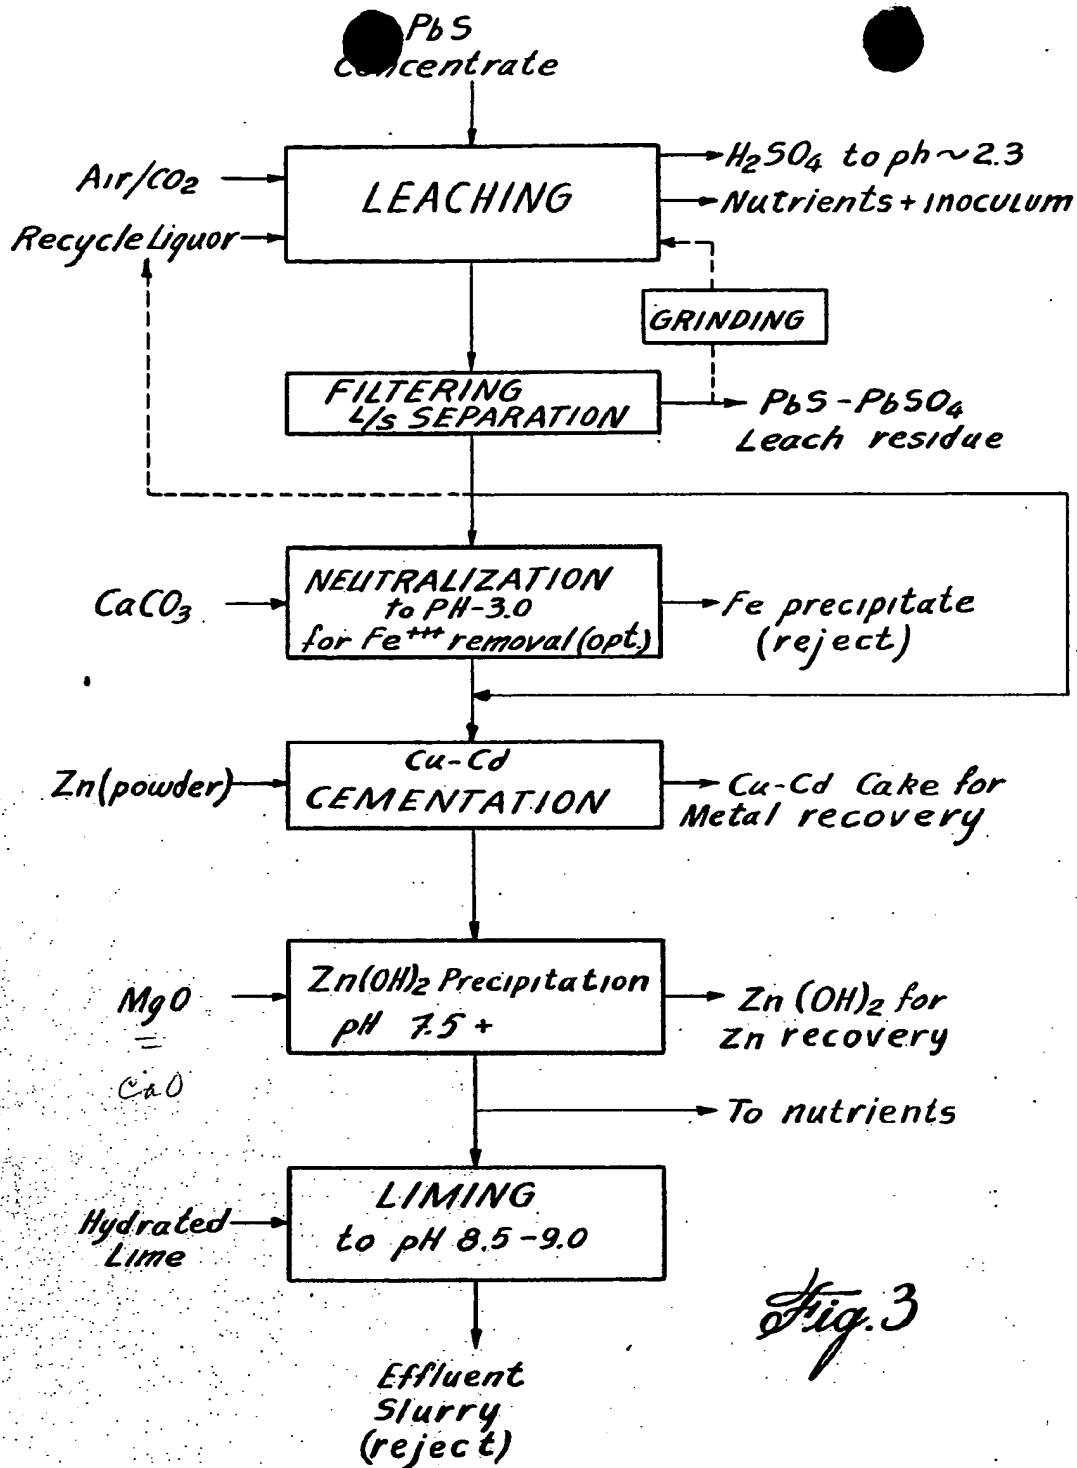 PbS
Concentrate
Air/CO2
Recycle Liquor
LEACHING
H2SO4 to ph~2.3
Nutrients + inoculum
GRINDING
FILTERING
L/s SEPARATION
PbS-PbSO4
Leach residue
CaCO3
NEUTRALIZATION
to PH-3.0
for Fe+++ removal (opt.)
Fe precipitate
(reject)
Zn(powder)
Cu-Cd
CEMENTATION
Cu-Cd Cake for
Metal recovery
MgO
CaO
Zn(OH)2 Precipitation
pH 7.5 +
Zn (OH)2 for
Zn recovery
To nutrients
Hydrated
Lime
LIMING
to pH 8.5-9.0
Effluent
Slurry
(reject)
Fig. 3